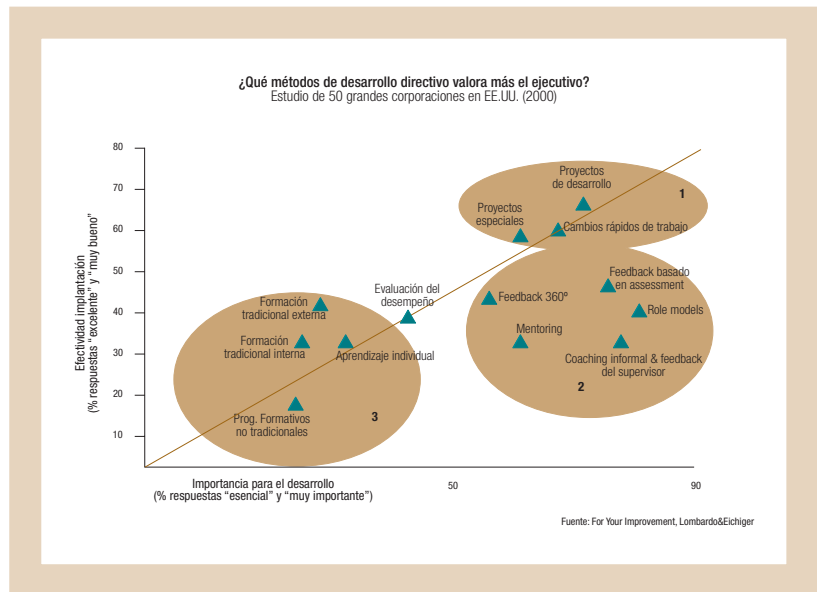 ¿Qué métodos de desarrollo directivo valora más el ejecutivo?
Estudio de 50 grandes corporaciones en EE.UU. (2000)
Efectividad implantación
(% respuestas “excelente” y “muy bueno”
80
70
60
50
40
30
20
10
Proyectos
de desarrollo
1
Proyectos
especiales
Cambios rápidos de trabajo
Feedback basado
en assessment
Feedback 360º
Role models
Mentoring
Coaching informal & feedback
del supervisor
2
Evaluación del
desempeño
Formación
tradicional externa
Formación
tradicional interna
Aprendizaje individual
Prog. Formativos
no tradicionales
3
Importancia para el desarrollo
(% respuestas “esencial” y “muy importante”)
50
90
Fuente: For Your Improvement, Lombardo&Eichiger